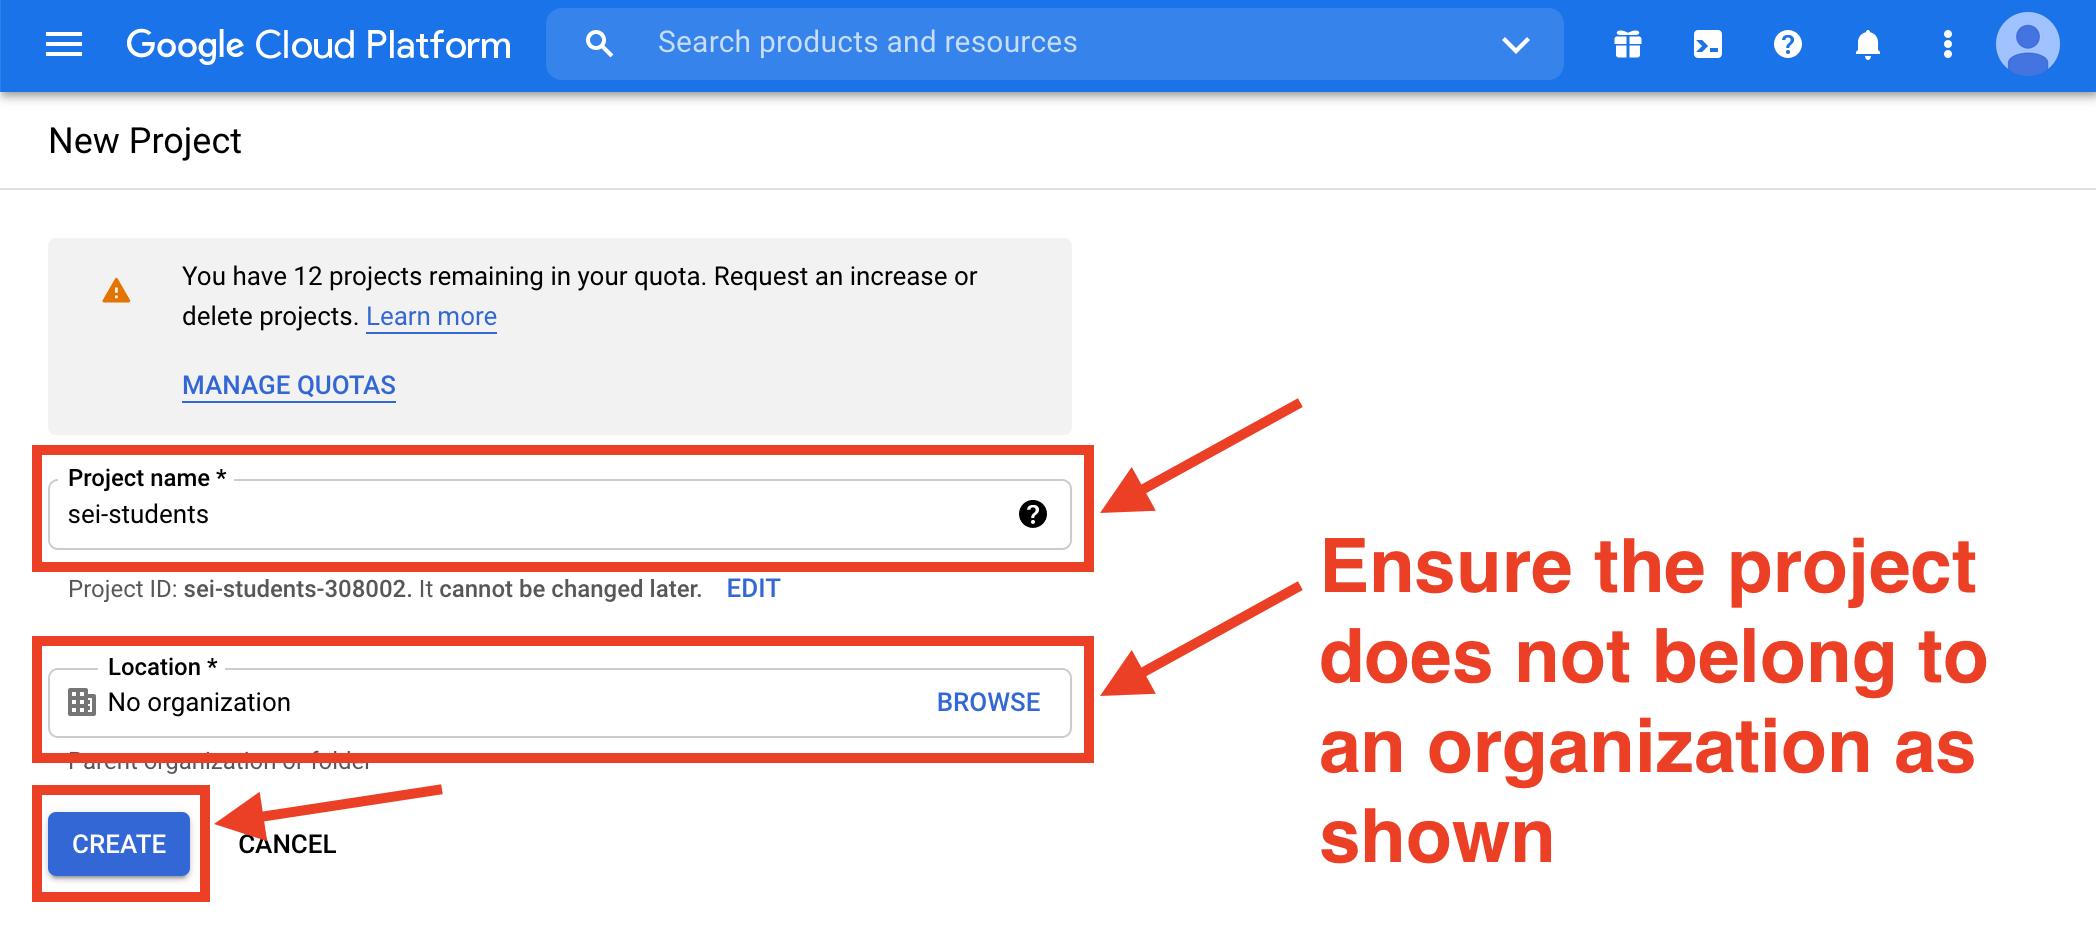 Google Cloud Platform
Search products and resources
New Project
You have 12 projects remaining in your quota. Request an increase or
delete projects. Learn more
MANAGE QUOTAS
Project name *
sei-students
Project ID: sei-students-308002. It cannot be changed later. EDIT
Location *
No organization BROWSE
Parent organization or folder
CREATE CANCEL
Ensure the project
does not belong to
an organization as
shown